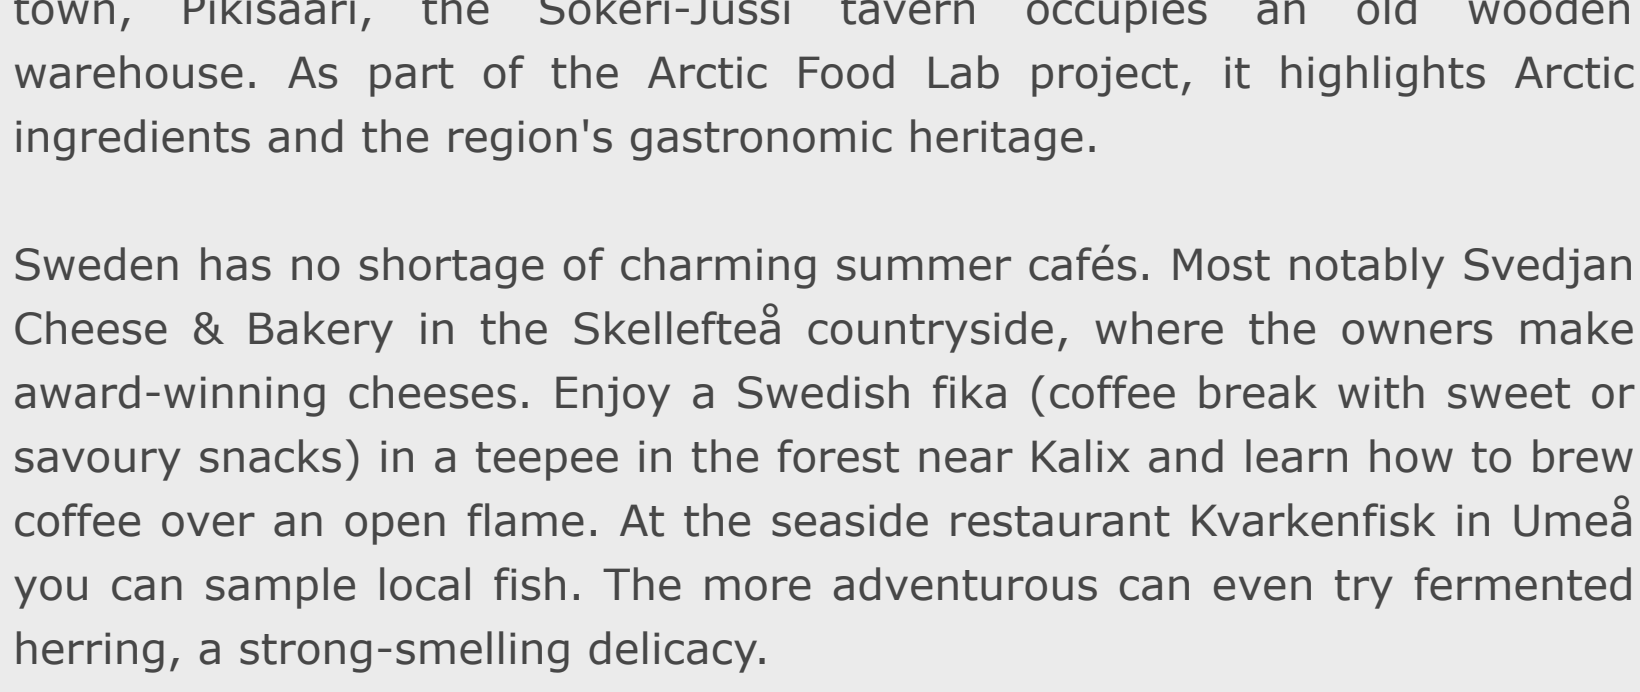 town, Pikisaari, the Sokeri-Jussi tavern occupies an old wooden
warehouse. As part of the Arctic Food Lab project, it highlights Arctic
ingredients and the region's gastronomic heritage.
Sweden has no shortage of charming summer cafés. Most notably Svedjan
Cheese & Bakery in the Skellefteå countryside, where the owners make
award-winning cheeses. Enjoy a Swedish fika (coffee break with sweet or
savoury snacks) in a teepee in the forest near Kalix and learn how to brew
coffee over an open flame. At the seaside restaurant Kvarkenfisk in Umeå
you can sample local fish. The more adventurous can even try fermented
herring, a strong-smelling delicacy.